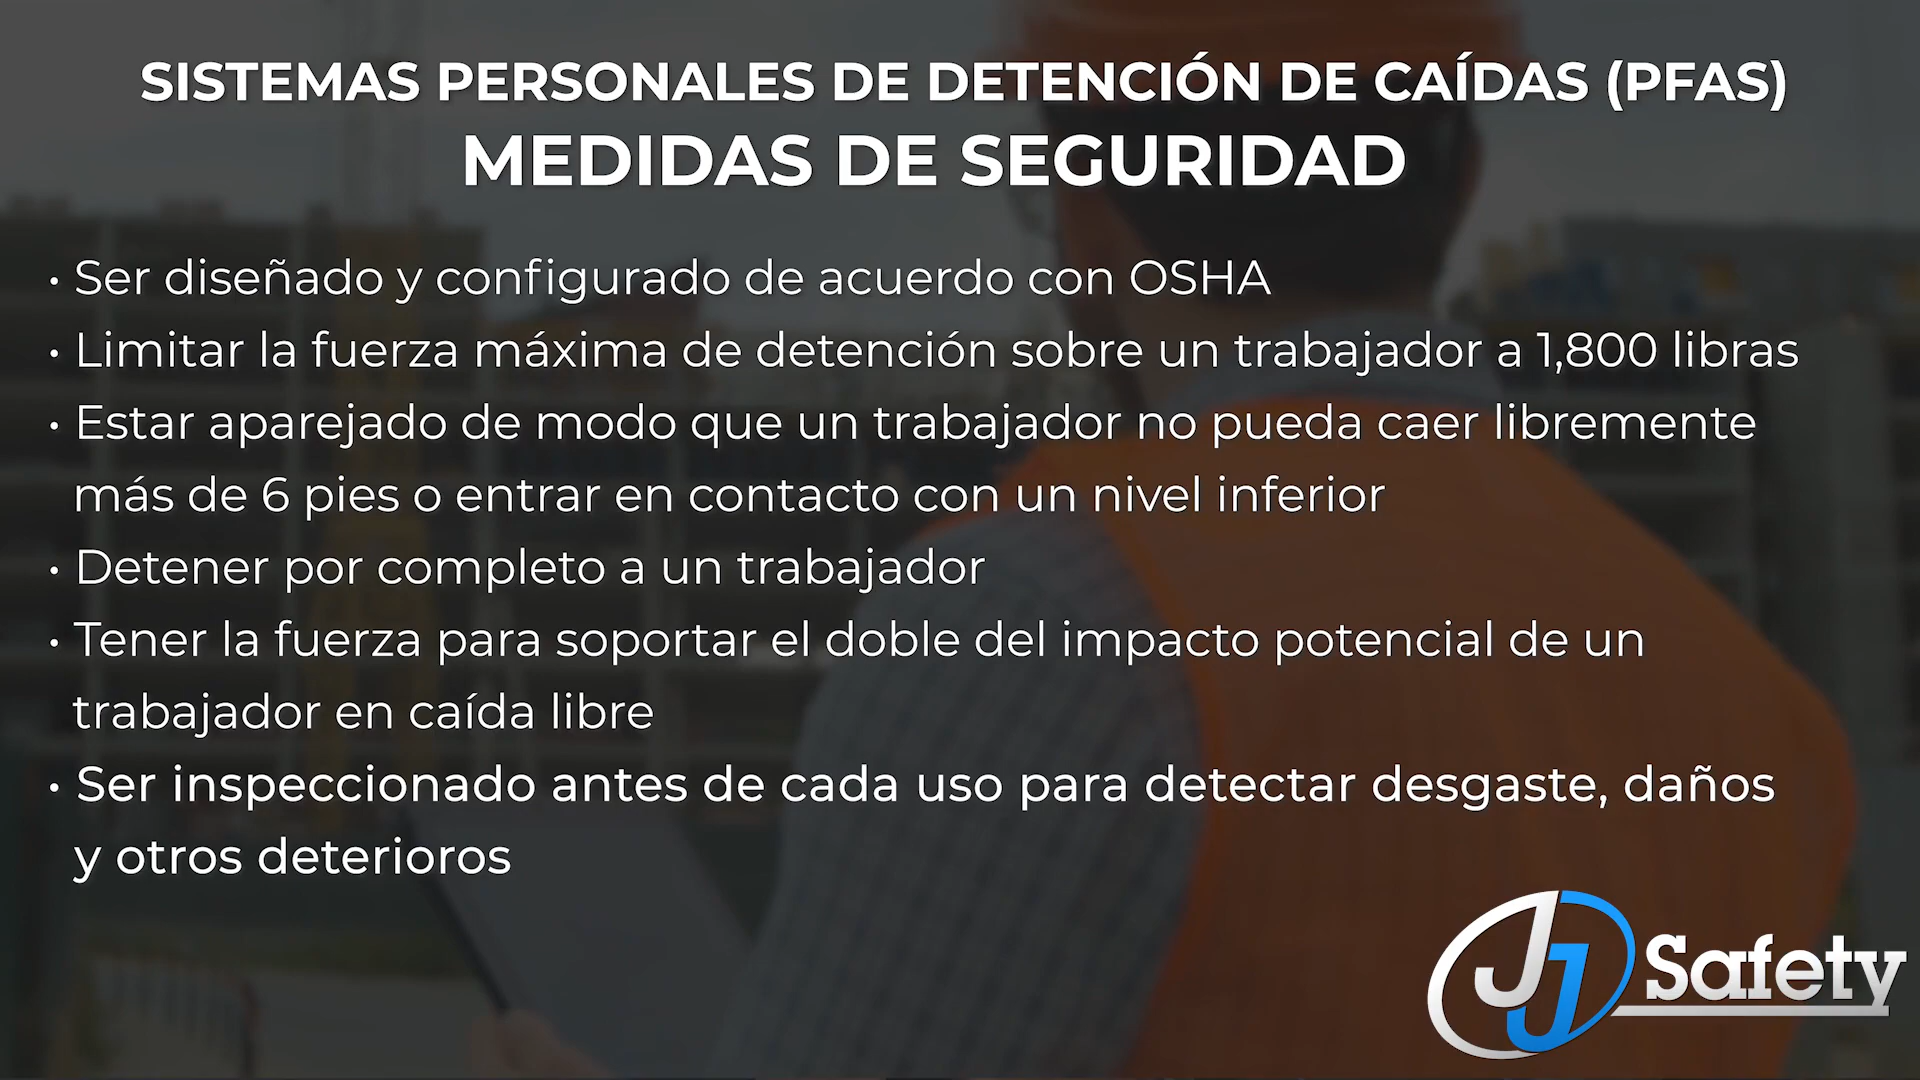 SISTEMAS PERSONALES DE DETENCIÓN DE CAÍDAS (PFAS)
MEDIDAS DE SEGURIDAD
• Ser diseñado y configurado de acuerdo con OSHA
• Limitar la fuerza máxima de detención sobre un trabajador a 1,800 libras
• Estar aparejado de modo que un trabajador no pueda caer libremente
más de 6 pies o entrar en contacto con un nivel inferior
• Detener por completo a un trabajador
• Tener la fuerza para soportar el doble del impacto potencial de un
trabajador en caída libre
• Ser inspeccionado antes de cada uso para detectar desgaste, daños
y otros deterioros
JJ Safety